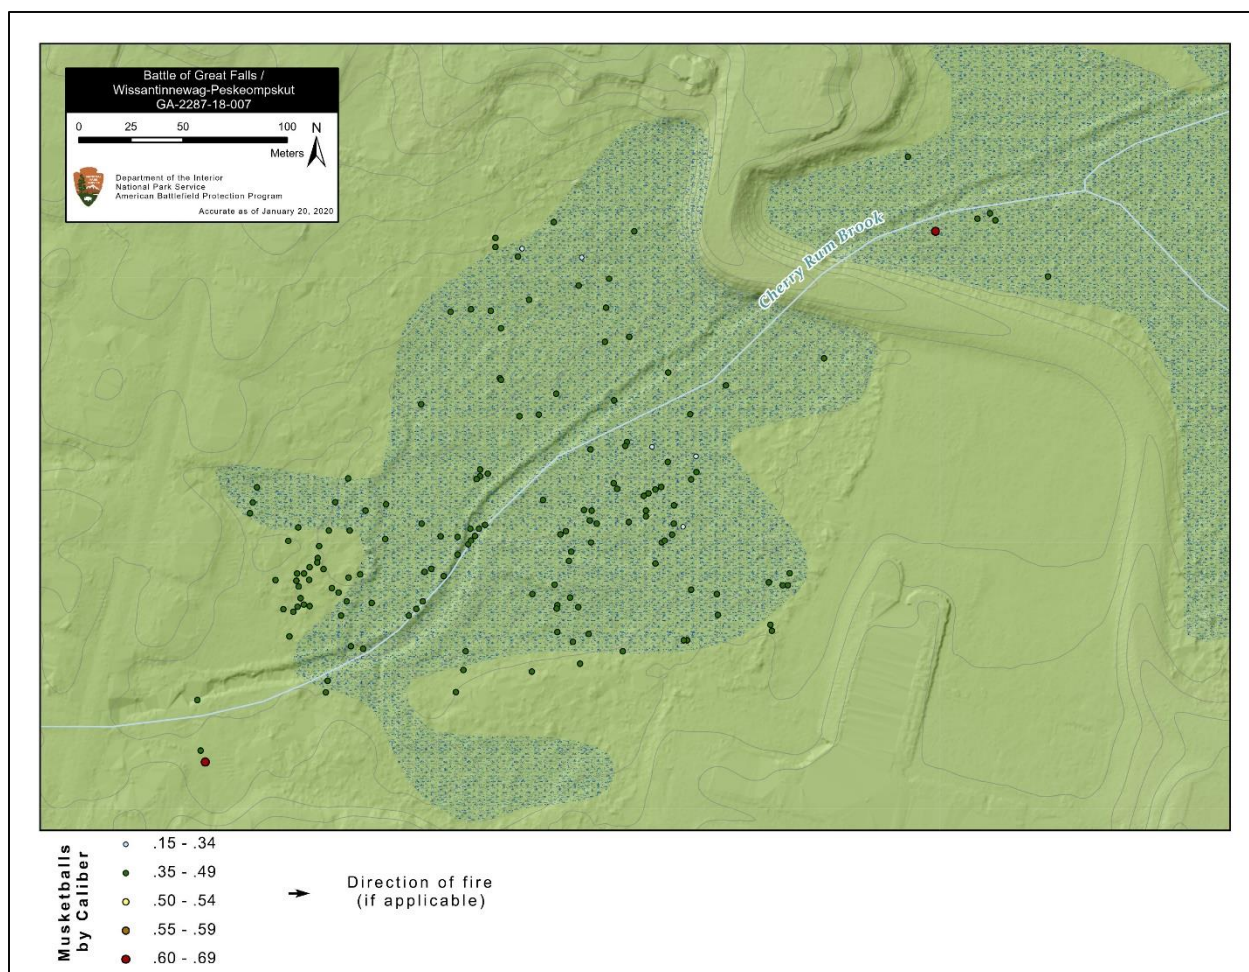 Battle of Great Falls /
Wissantinnewag-Peskeompskut
GA-2287-18-007
0 25 50 100
Meters
N
Department of the Interior
National Park Service
American Battlefield Protection Program
Accurate as of January 20, 2020
Cherry Rum Brook
Musketballs
by Caliber
.15 - .34
.35 - .49
.50 - .54
.55 - .59
.60 - .69
Direction of fire
(if applicable)